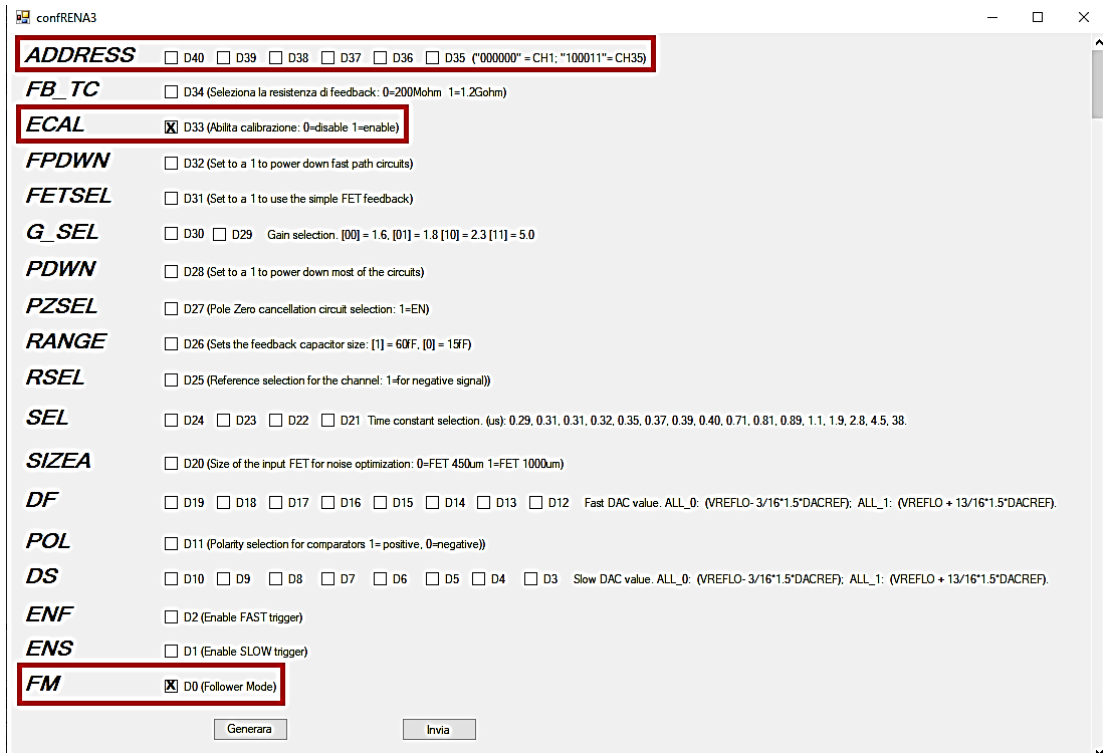 confRENA3
ADDRESS D40 D39 D38 D37 D36 D35 ("000000" = CH1; "100011"= CH35)
FB_TC D34 (Seleziona la resistenza di feedback: 0=200Mohm 1=1.2Gohm)
ECAL X D33 (Abilita calibrazione: 0=disable 1=enable)
FPDWN D32 (Set to a 1 to power down fast path circuits)
FETSEL D31 (Set to a 1 to use the simple FET feedback)
G_SEL D30 D29 Gain selection. [00] = 1.6, [01] = 1.8 [10] = 2.3 [11] = 5.0
PDWN D28 (Set to a 1 to power down most of the circuits)
PZSEL D27 (Pole Zero cancellation circuit selection: 1=EN)
RANGE D26 (Sets the feedback capacitor size: [1] = 60fF, [0] = 15fF)
RSEL D25 (Reference selection for the channel: 1=for negative signal))
SEL D24 D23 D22 D21 Time constant selection. (us): 0.29, 0.31, 0.31, 0.32, 0.35, 0.37, 0.39, 0.40, 0.71, 0.81, 0.89, 1.1, 1.9, 2.8, 4.5, 38.
SIZEA D20 (Size of the input FET for noise optimization: 0=FET 450um 1=FET 1000um)
DF D19 D18 D17 D16 D15 D14 D13 D12 Fast DAC value. ALL_0: (VREFLO- 3/16*1.5*DACREF); ALL_1: (VREFLO + 13/16*1.5*DACREF).
POL D11 (Polarity selection for comparators 1= positive, 0=negative))
DS D10 D9 D8 D7 D6 D5 D4 D3 Slow DAC value. ALL_0: (VREFLO- 3/16*1.5*DACREF); ALL_1: (VREFLO + 13/16*1.5*DACREF).
ENF D2 (Enable FAST trigger)
ENS D1 (Enable SLOW trigger)
FM X D0 (Follower Mode)
Generara Invia